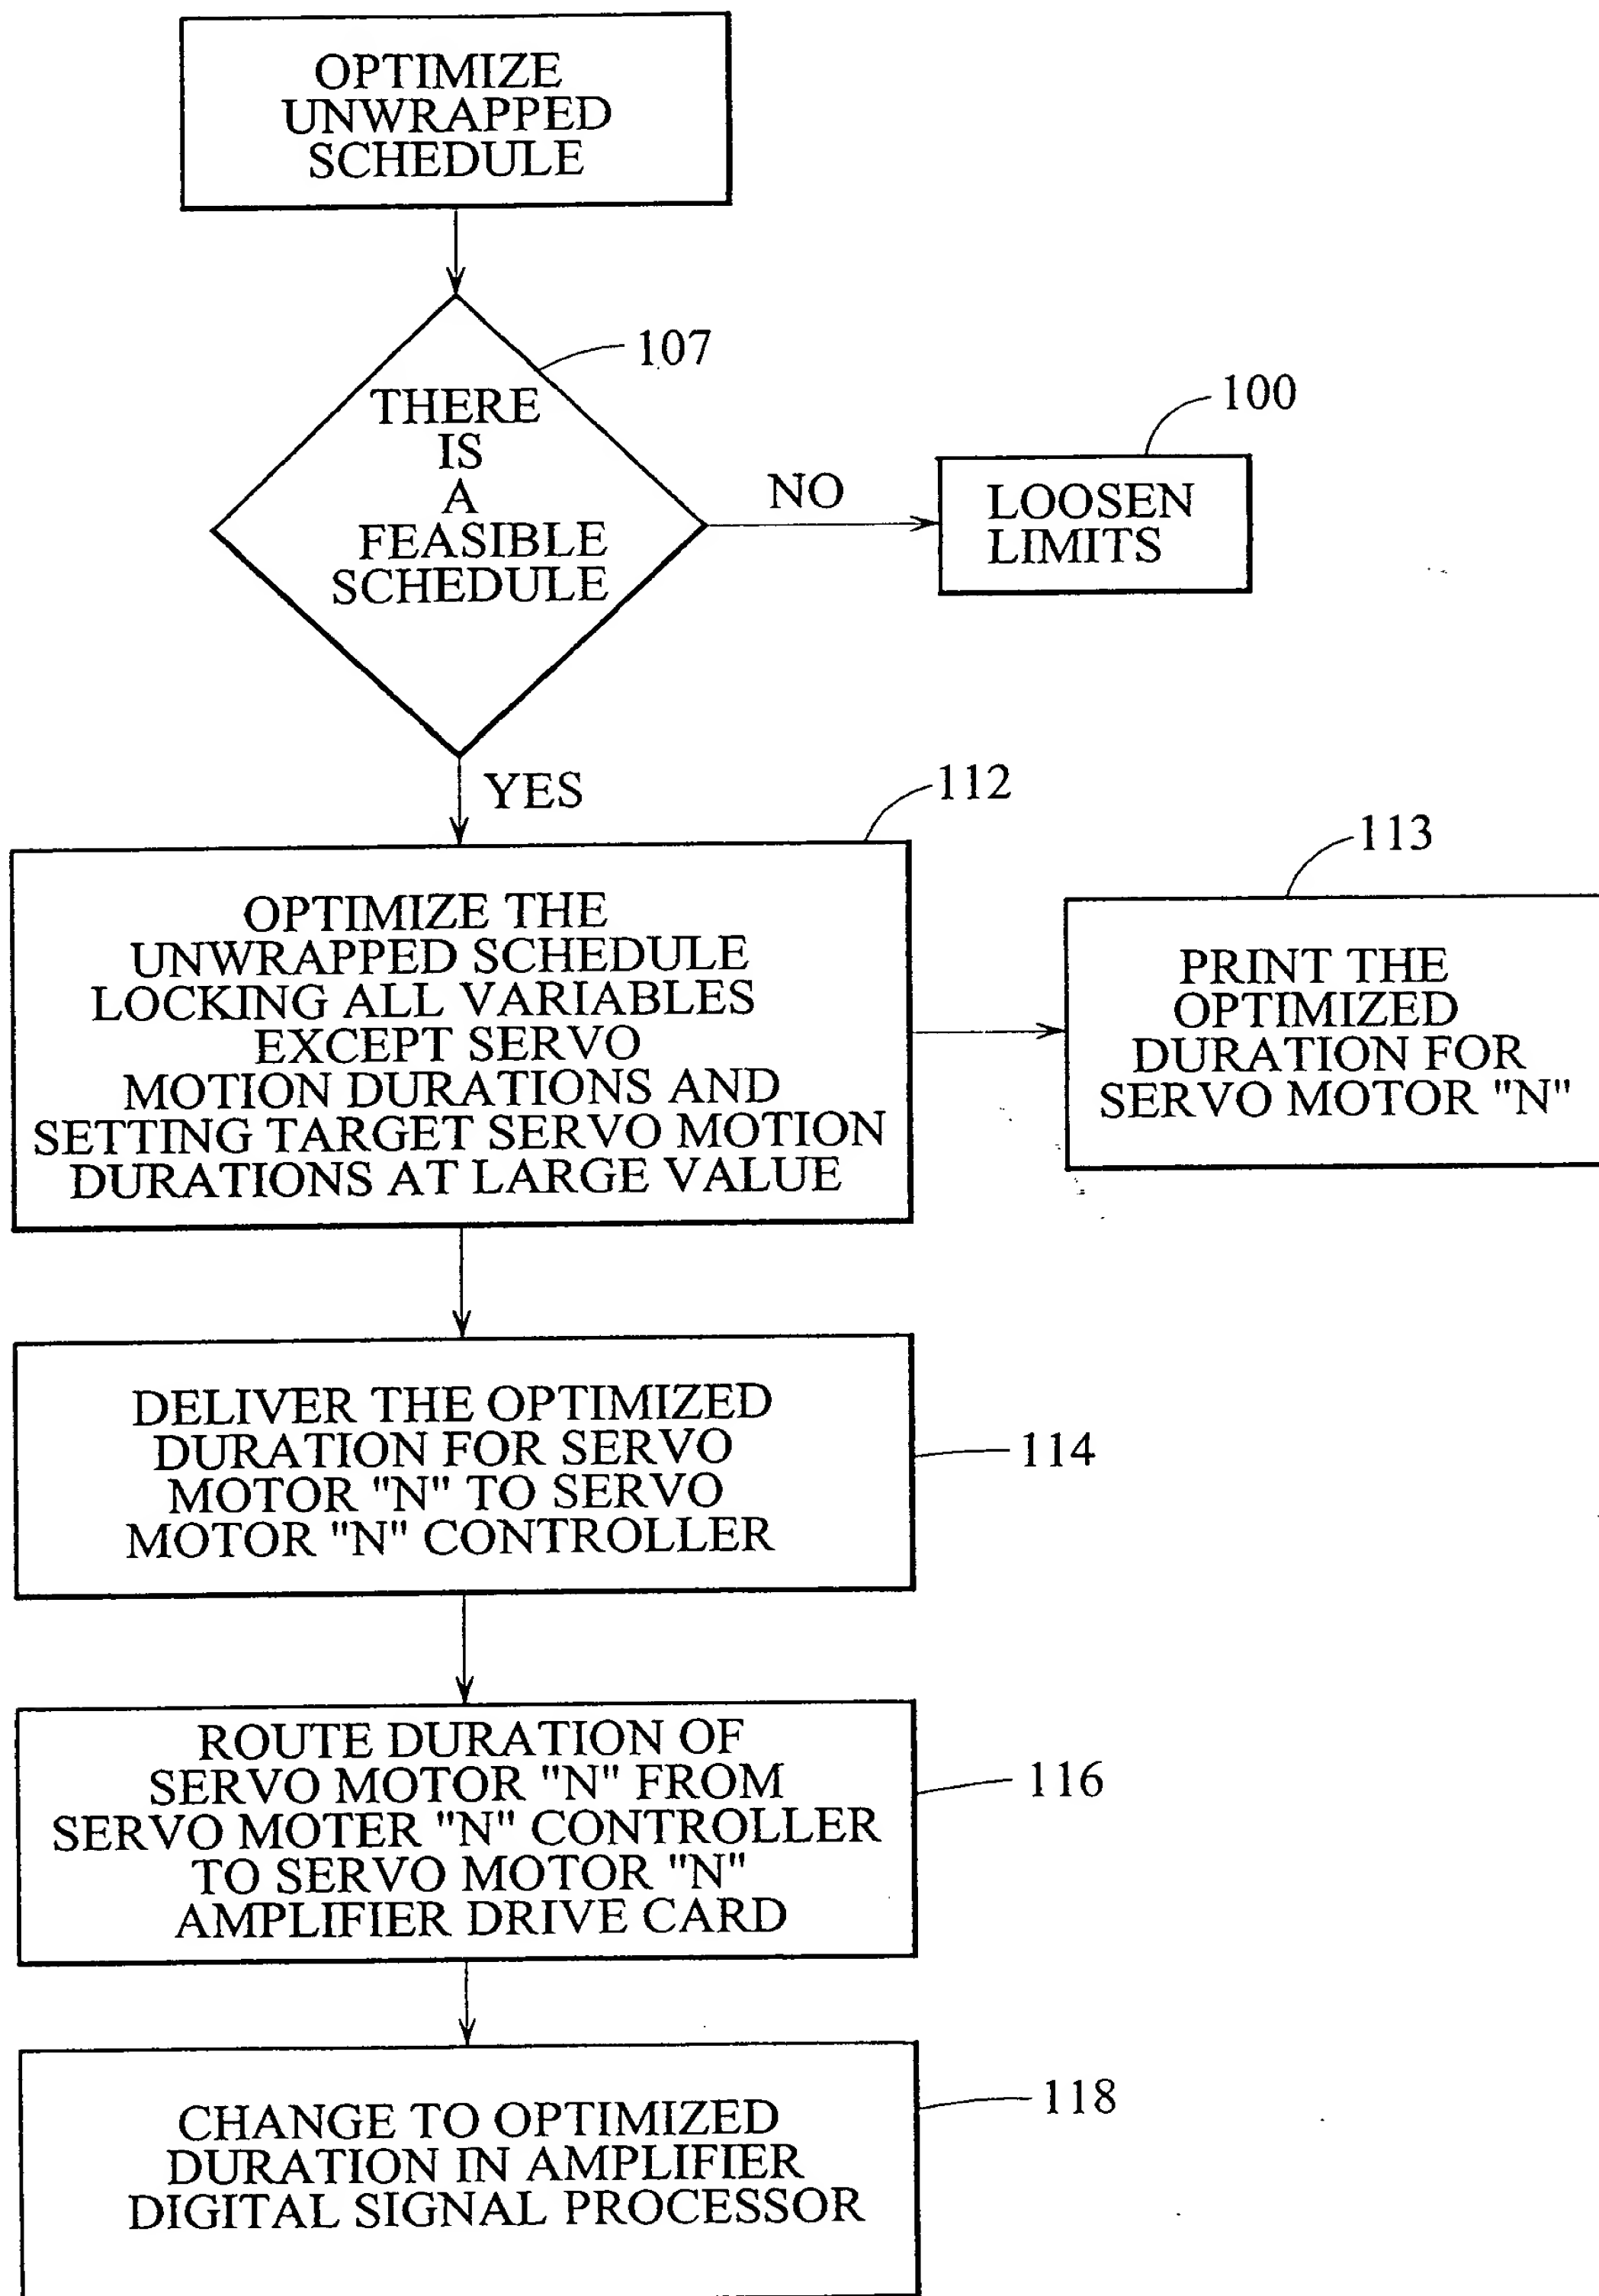 OPTIMIZE
UNWRAPPED
SCHEDULE
107
THERE
IS
A
FEASIBLE
SCHEDULE
NO
100
LOOSEN
LIMITS
YES
112
OPTIMIZE THE
UNWRAPPED SCHEDULE
LOCKING ALL VARIABLES
EXCEPT SERVO
MOTION DURATIONS AND
SETTING TARGET SERVO MOTION
DURATIONS AT LARGE VALUE
113
PRINT THE
OPTIMIZED
DURATION FOR
SERVO MOTOR "N"
DELIVER THE OPTIMIZED
DURATION FOR SERVO
MOTOR "N" TO SERVO
MOTOR "N" CONTROLLER
114
ROUTE DURATION OF
SERVO MOTOR "N" FROM
SERVO MOTER "N" CONTROLLER
TO SERVO MOTOR "N"
AMPLIFIER DRIVE CARD
116
CHANGE TO OPTIMIZED
DURATION IN AMPLIFIER
DIGITAL SIGNAL PROCESSOR
118